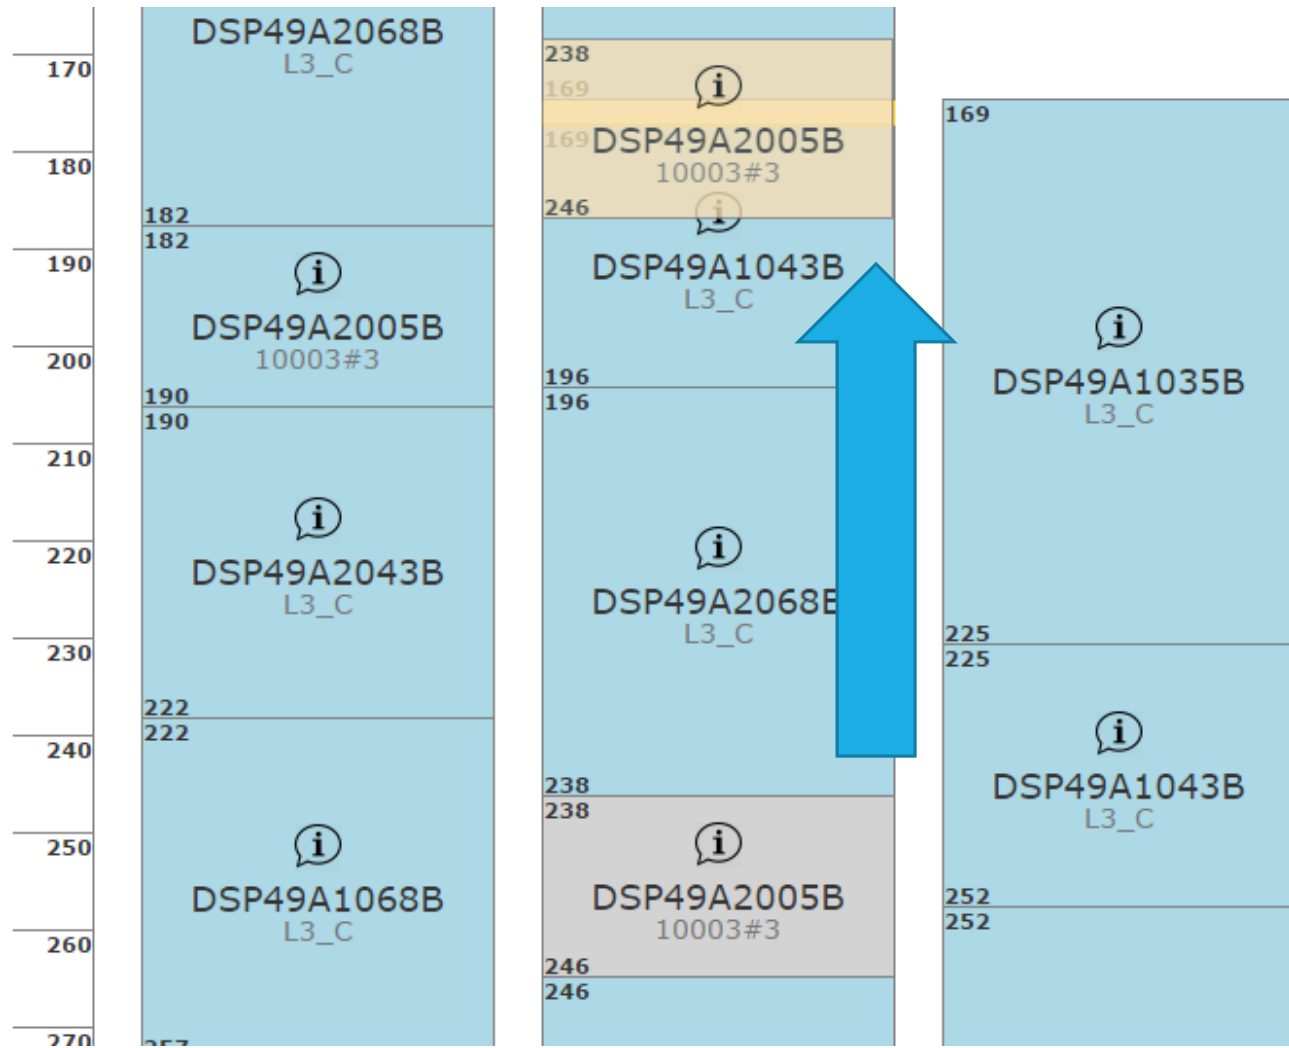 170
180
190
200
210
220
230
240
250
260
270
DSP49A2068B
L3_C
182
182
DSP49A2005B
10003#3
190
190
DSP49A2043B
L3_C
222
222
DSP49A1068B
L3_C
257
238
169
169
DSP49A2005B
10003#3
246
DSP49A1043B
L3_C
196
196
DSP49A2068B
L3_C
238
238
DSP49A2005B
10003#3
246
246
169
DSP49A1035B
L3_C
225
225
DSP49A1043B
L3_C
252
252